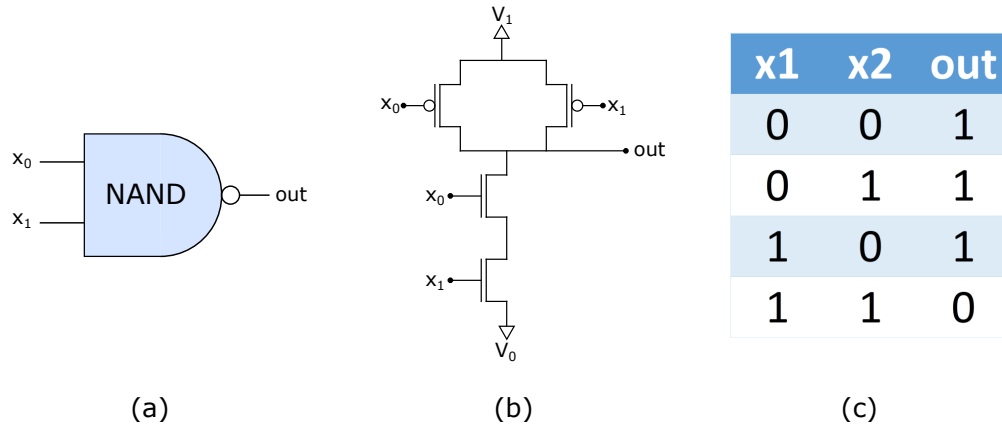 x0
x1
NAND
out
(a)
V1
x0
x1
out
x0
x1
V0
(b)
x1 x2 out
0 0 1
0 1 1
1 0 1
1 1 0
(c)